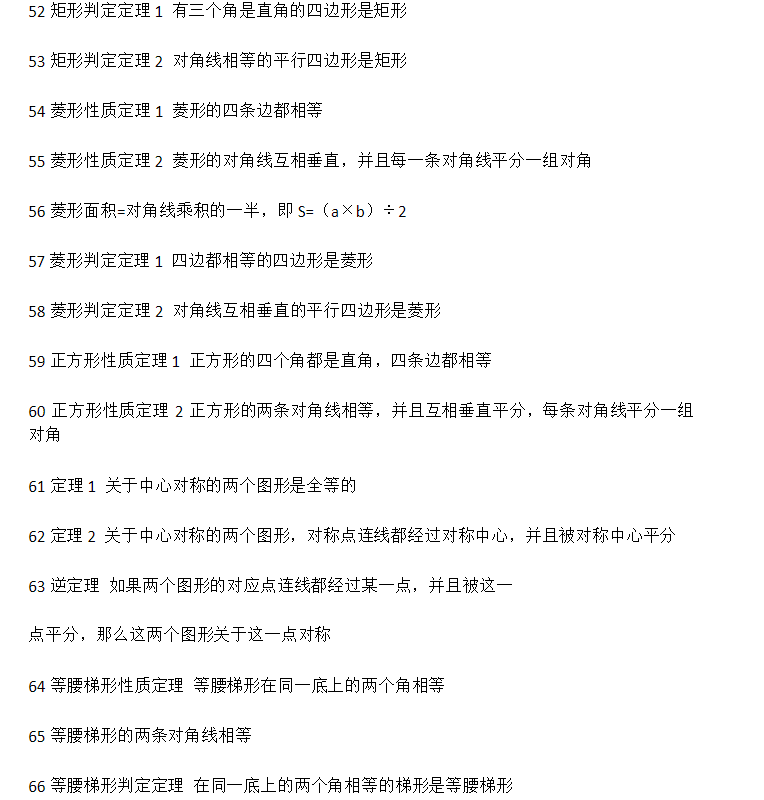 52 矩形判定定理 1 有三个角是直角的四边形是矩形
53 矩形判定定理 2 对角线相等的平行四边形是矩形
54 菱形性质定理 1 菱形的四条边都相等
55 菱形性质定理 2 菱形的对角线互相垂直，并且每一条对角线平分一组对角
56 菱形面积=对角线乘积的一半，即 S=（a×b）÷2
57 菱形判定定理 1 四边都相等的四边形是菱形
58 菱形判定定理 2 对角线互相垂直的平行四边形是菱形
59 正方形性质定理 1 正方形的四个角都是直角，四条边都相等
60 正方形性质定理 2 正方形的两条对角线相等，并且互相垂直平分，每条对角线平分一组
对角
61 定理 1 关于中心对称的两个图形是全等的
62 定理 2 关于中心对称的两个图形，对称点连线都经过对称中心，并且被对称中心平分
63 逆定理 如果两个图形的对应点连线都经过某一点，并且被这一
点平分，那么这两个图形关于这一点对称
64 等腰梯形性质定理 等腰梯形在同一底上的两个角相等
65 等腰梯形的两条对角线相等
66 等腰梯形判定定理 在同一底上的两个角相等的梯形是等腰梯形